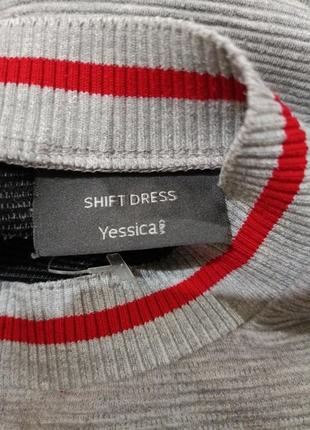 SHIFT DRESS
Yessica C&A